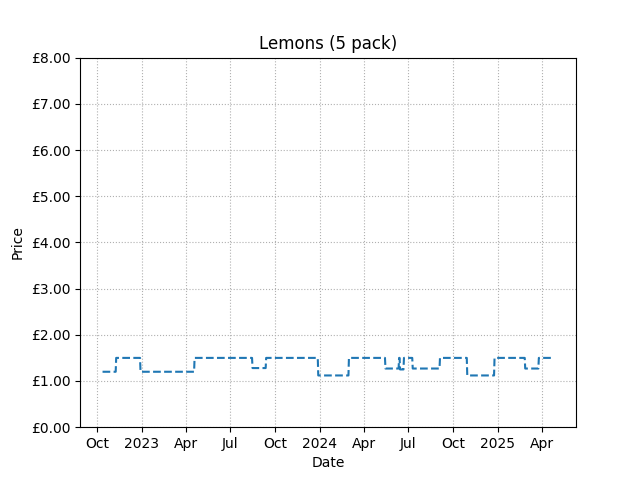 Lemons (5 pack)
£8.00
£7.00
£6.00
£5.00
£4.00
£3.00
£2.00
£1.00
£0.00
Price
Oct 2023 Apr Jul Oct 2024 Apr Jul Oct 2025 Apr
Date